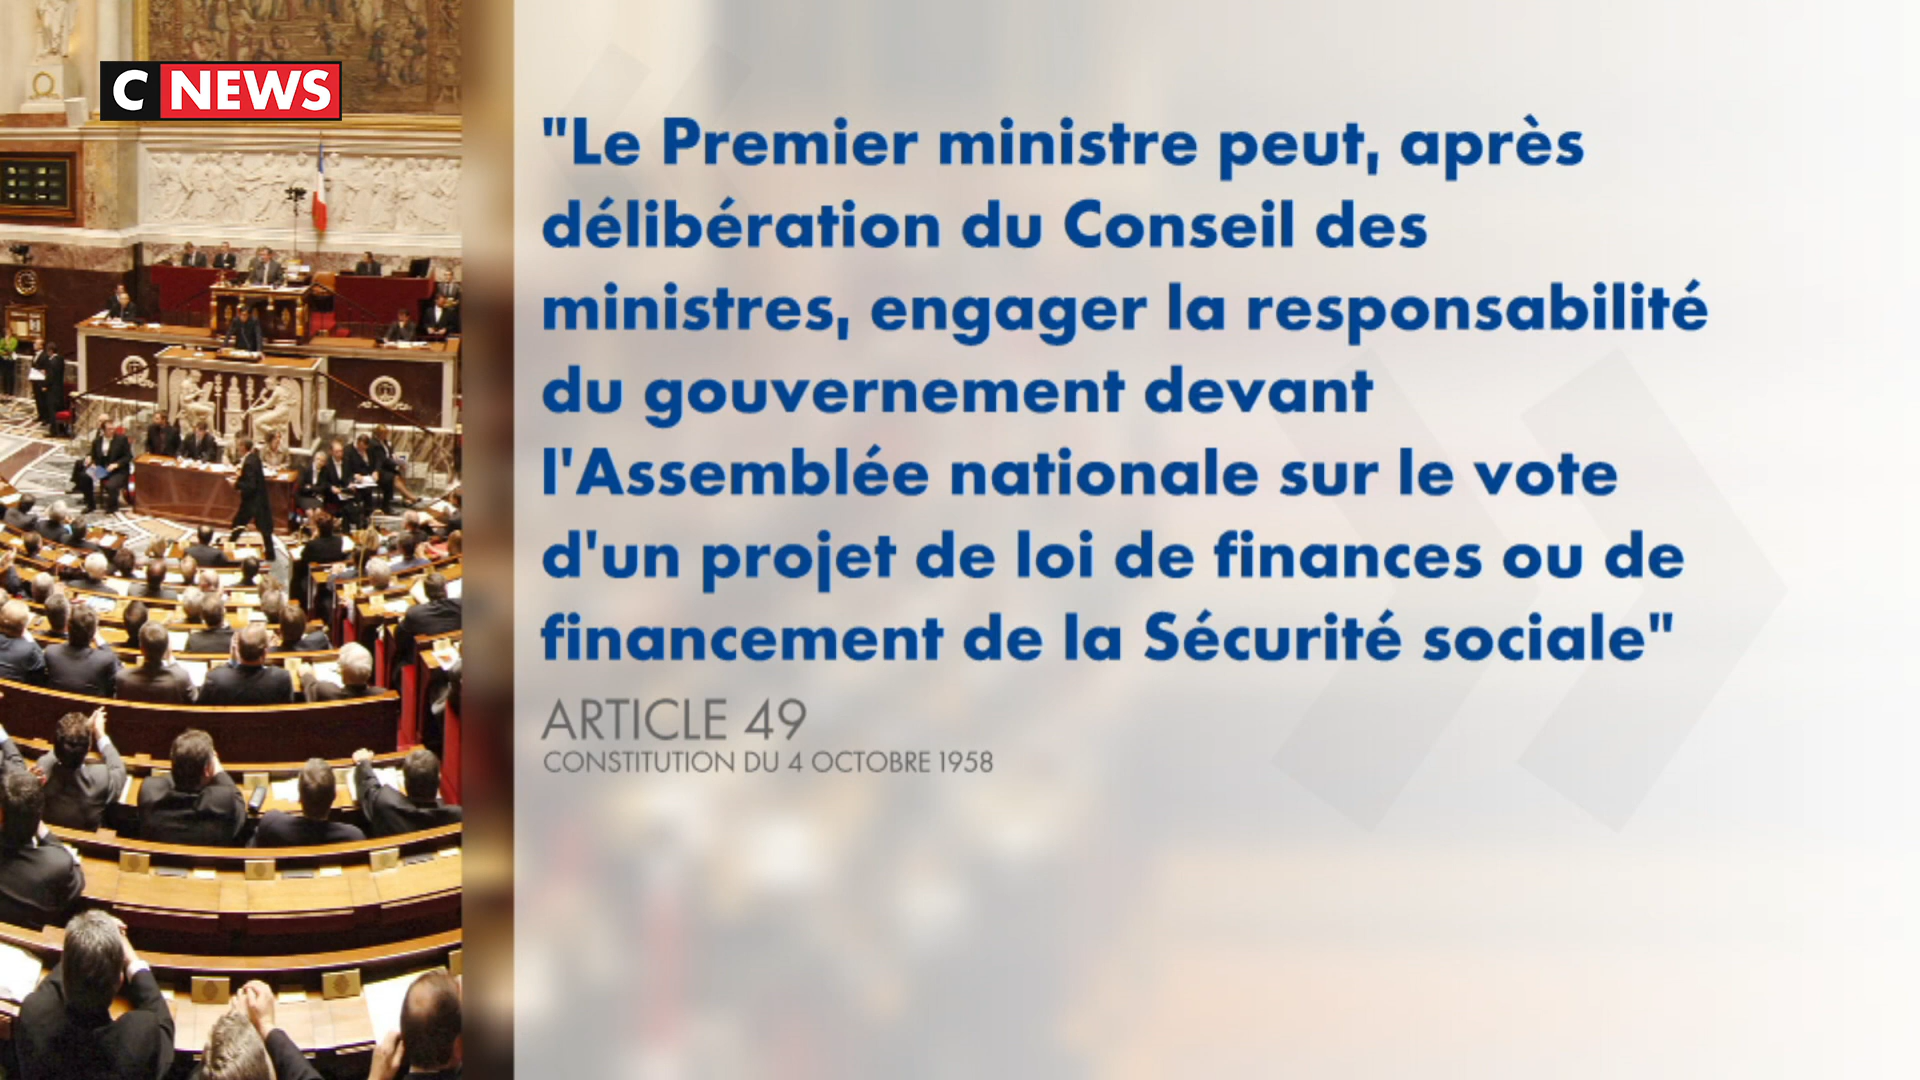 C NEWS
"Le Premier ministre peut, après
délibération du Conseil des
ministres, engager la responsabilité
du gouvernement devant
l'Assemblée nationale sur le vote
d'un projet de loi de finances ou de
financement de la Sécurité sociale"
ARTICLE 49
CONSTITUTION DU 4 OCTOBRE 1958